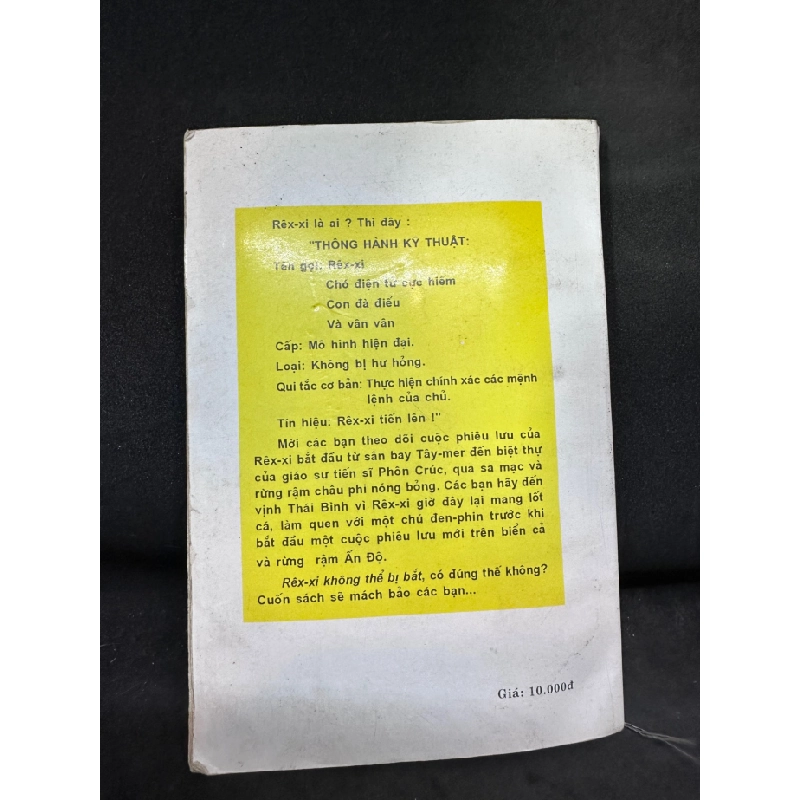 Rêx-xi là ai ? Thì đây :
"THÔNG HÀNH KỸ THUẬT:
Tên gọi: Rêx-xi
Chó điện tử cực hiếm
Con đà điểu
Và vân vân
Cấp: Mô hình hiện đại.
Loại: Không bị hư hỏng.
Qui tắc cơ bản: Thực hiện chính xác các mệnh
lệnh của chủ.
Tín hiệu. Rêx-xi tiến lên !"
Mời các bạn theo dõi cuộc phiêu lưu của
Rêx-xi bắt đầu từ sân bay Tây-mer đến biệt thự
của giáo sư tiến sĩ Phôn Crúc, qua sa mạc và
rừng rậm châu phi nóng bỏng. Các bạn hãy đến
vịnh Thái Bình vì Rêx-xi giờ đây lại mang lốt
cá, làm quen với một chú đen-phin trước khi
bắt đầu một cuộc phiêu lưu mới trên biển cả
và rừng rậm Ấn Độ.
Rêx-xi không thể bị bắt, có đúng thế không?
Cuốn sách sẽ mách bảo các bạn...
Giá: 10.000đ